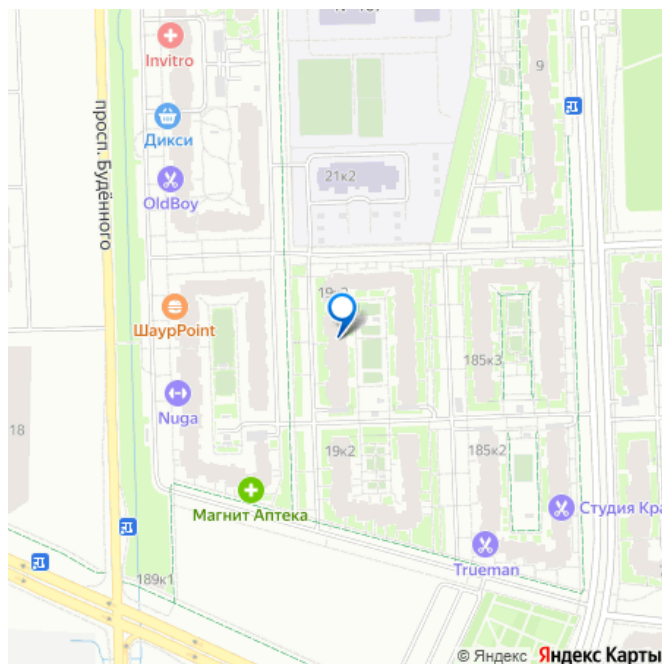 Invitro
9
Дикси
21к2
OldBoy
просп. Будённого
ШаурPoint
185к3
Nuga
18
19к2
185к2
Магнит Аптека
Студия Кра
Trueman
189к1
© Яндекс Яндекс Карты